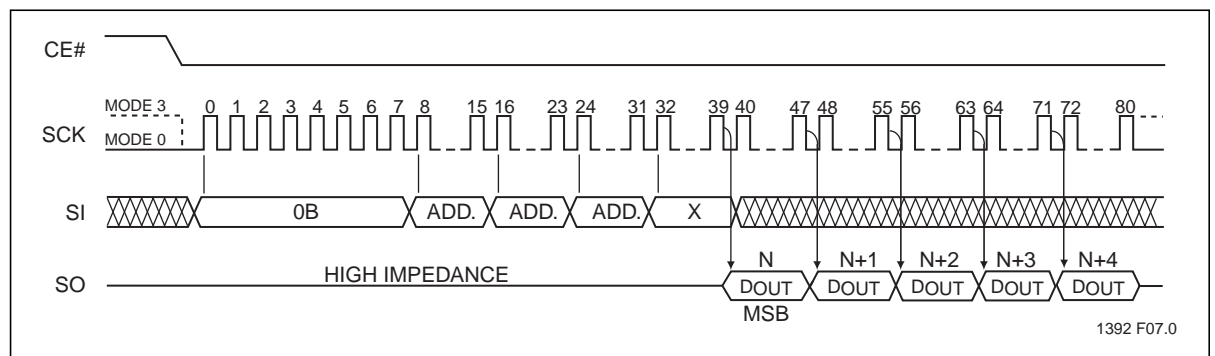 CE#
MODE 3
SCK
MODE 0
0 1 2 3 4 5 6 7 8 15 16 23 24 31 32 39 40 47 48 55 56 63 64 71 72 80
SI
0B ADD. ADD. ADD. X
N N+1 N+2 N+3 N+4
SO
HIGH IMPEDANCE
DOUT DOUT DOUT DOUT DOUT
MSB
1392 F07.0